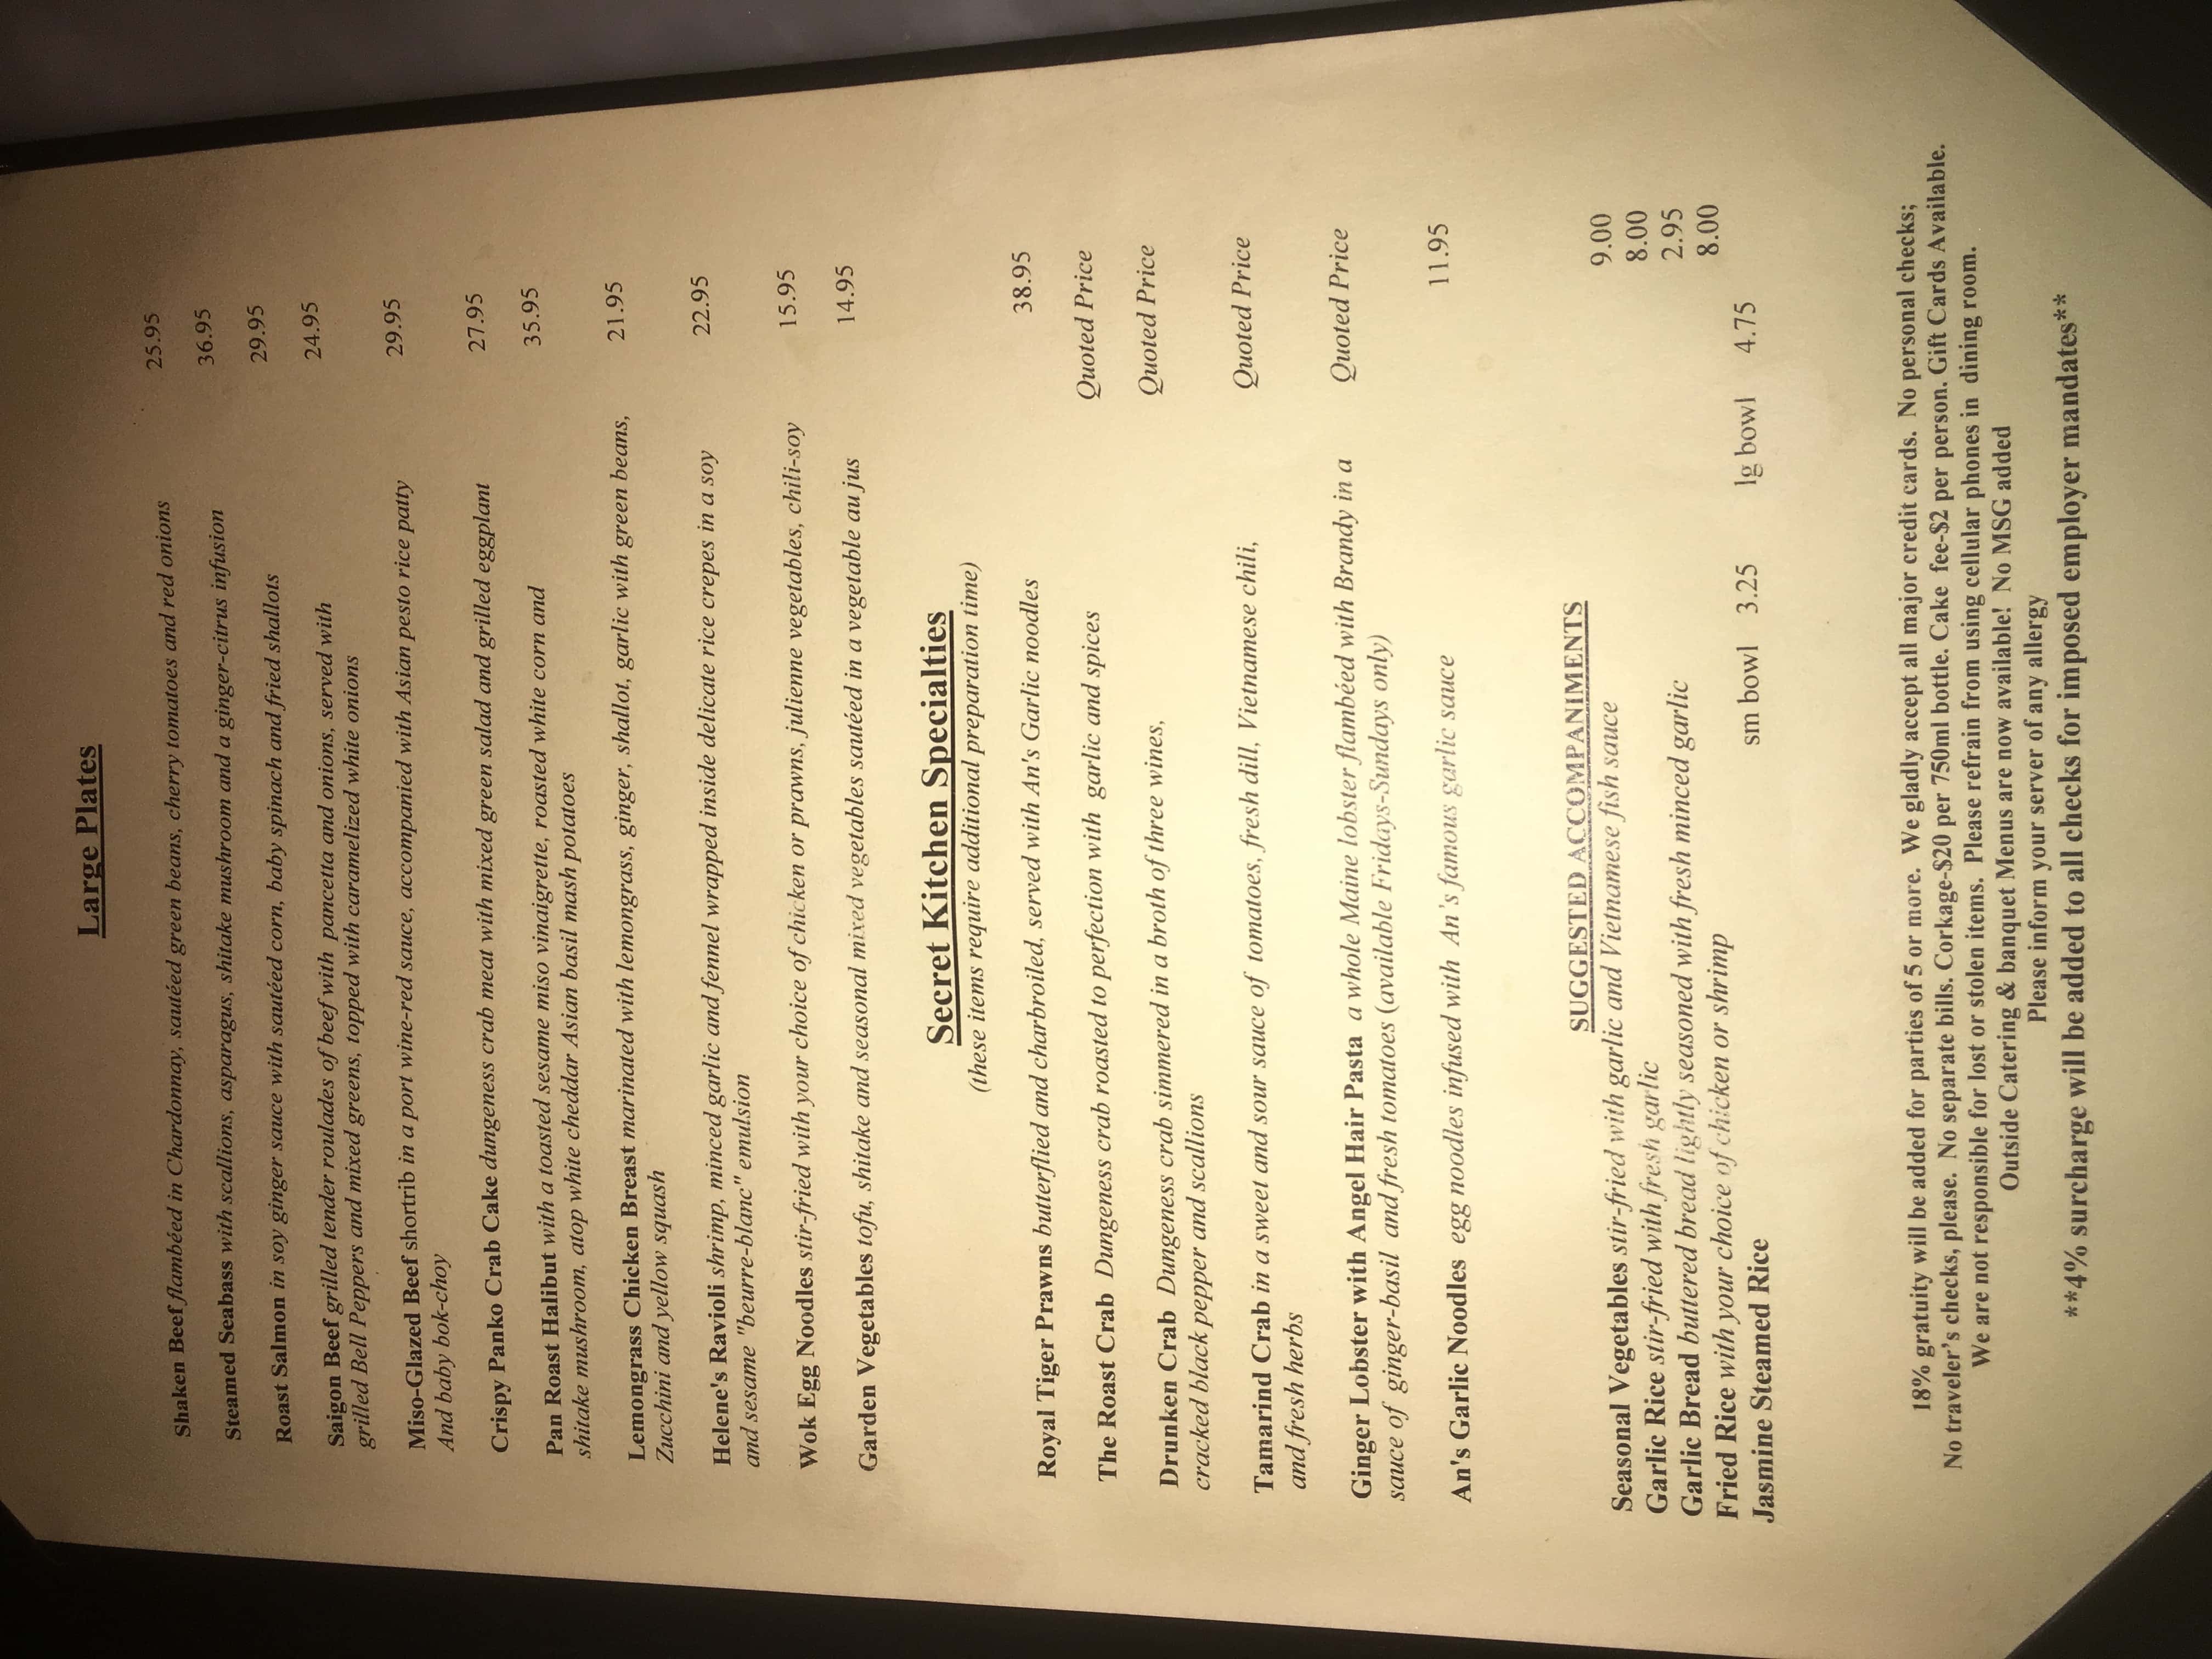 Large Plates
Shaken Beef flambéed in Chardonnay, sautéed green beans, cherry tomatoes and red onions 25.95
Steamed Seabass with scallions, asparagus, shitake mushroom and a ginger-citrus infusion 36.95
Roast Salmon in soy ginger sauce with sautéed corn, baby spinach and fried shallots 29.95
Saigon Beef grilled tender roulades of beef with pancetta and onions, served with 24.95
grilled Bell Peppers and mixed greens, topped with caramelized white onions
Miso-Glazed Beef shortrib in a port wine-red sauce, accompanied with Asian pesto rice patty 29.95
And baby bok-choy
Crispy Panko Crab Cake dungeness crab meat with mixed green salad and grilled eggplant 27.95
Pan Roast Halibut with a toasted sesame miso vinaigrette, roasted white corn and 35.95
shitake mushroom, atop white cheddar Asian basil mash potatoes
Lemongrass Chicken Breast marinated with lemongrass, ginger, shallot, garlic with green beans, 21.95
Zucchini and yellow squash
Helene's Ravioli shrimp, minced garlic and fennel wrapped inside delicate rice crepes in a soy 22.95
and sesame "beurre-blanc" emulsion
Wok Egg Noodles stir-fried with your choice of chicken or prawns, julienne vegetables, chili-soy 15.95
Garden Vegetables tofu, shitake and seasonal mixed vegetables sautéed in a vegetable au jus 14.95
Secret Kitchen Specialties
(these items require additional preparation time)
Royal Tiger Prawns butterflied and charbroiled, served with An's Garlic noodles 38.95
The Roast Crab Dungeness crab roasted to perfection with garlic and spices Quoted Price
Drunken Crab Dungeness crab simmered in a broth of three wines, Quoted Price
cracked black pepper and scallions
Tamarind Crab in a sweet and sour sauce of tomatoes, fresh dill, Vietnamese chili, Quoted Price
and fresh herbs
Ginger Lobster with Angel Hair Pasta a whole Maine lobster flambéed with Brandy in a Quoted Price
sauce of ginger-basil and fresh tomatoes (available Fridays-Sundays only)
An's Garlic Noodles egg noodles infused with An's famous garlic sauce 11.95
SUGGESTED ACCOMPANIMENTS
Seasonal Vegetables stir-fried with garlic and Vietnamese fish sauce 9.00
Garlic Rice stir-fried with fresh garlic 8.00
Garlic Bread buttered bread lightly seasoned with fresh minced garlic 2.95
Fried Rice with your choice of chicken or shrimp 8.00
Jasmine Steamed Rice sm bowl 3.25 lg bowl 4.75
18% gratuity will be added for parties of 5 or more. We gladly accept all major credit cards. No personal checks;
No traveler's checks, please. No separate bills. Corkage-$20 per 750ml bottle. Cake fee-$2 per person. Gift Cards Available.
We are not responsible for lost or stolen items. Please refrain from using cellular phones in dining room.
Outside Catering & banquet Menus are now available! No MSG added
Please inform your server of any allergy
**4% surcharge will be added to all checks for imposed employer mandates**